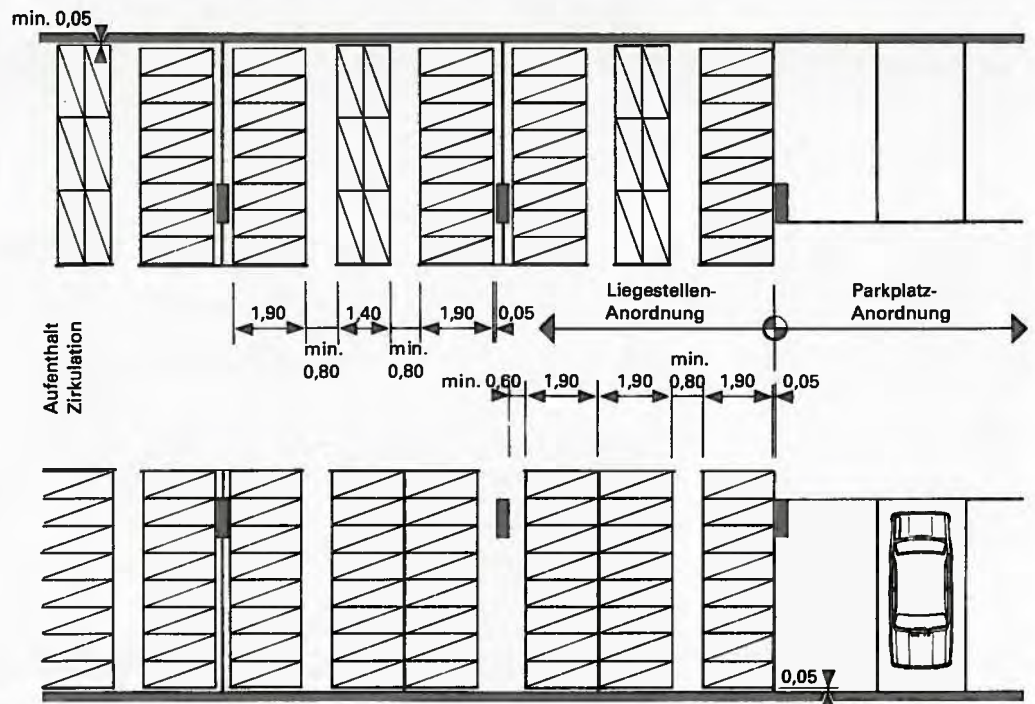 min. 0,05
Liegestellen-
Anordnung
Parkplatz-
Anordnung
1,90
1,40
1,90
0,05
min.
0,80
min.
0,80
Aufenthalt
Zirkulation
min. 0,60
1,90
1,90
min.
0,80
1,90
0,05
0,05